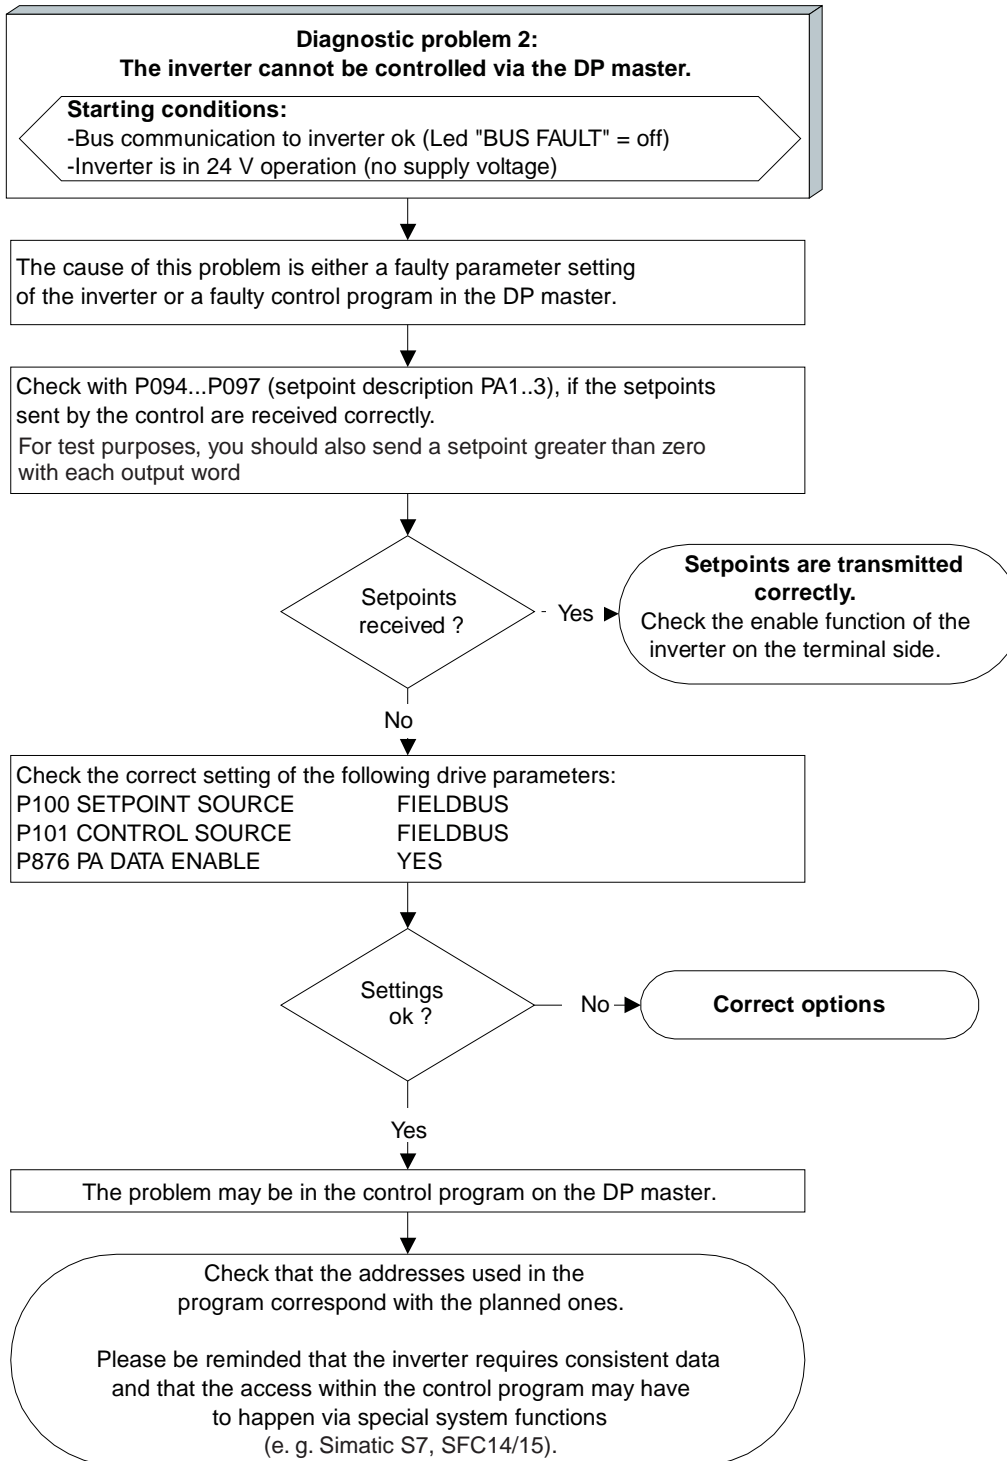 Diagnostic problem 2:
The inverter cannot be controlled via the DP master.
Starting conditions:
-Bus communication to inverter ok (Led "BUS FAULT" = off)
-Inverter is in 24 V operation (no supply voltage)
The cause of this problem is either a faulty parameter setting
of the inverter or a faulty control program in the DP master.
Check with P094...P097 (setpoint description PA1..3), if the setpoints
sent by the control are received correctly.
For test purposes, you should also send a setpoint greater than zero
with each output word
Setpoints
received ?
Yes
Setpoints are transmitted
correctly.
Check the enable function of the
inverter on the terminal side.
No
Check the correct setting of the following drive parameters:
P100 SETPOINT SOURCE FIELDBUS
P101 CONTROL SOURCE FIELDBUS
P876 PA DATA ENABLE YES
Settings
ok ?
No
Correct options
Yes
The problem may be in the control program on the DP master.
Check that the addresses used in the
program correspond with the planned ones.
Please be reminded that the inverter requires consistent data
and that the access within the control program may have
to happen via special system functions
(e. g. Simatic S7, SFC14/15).